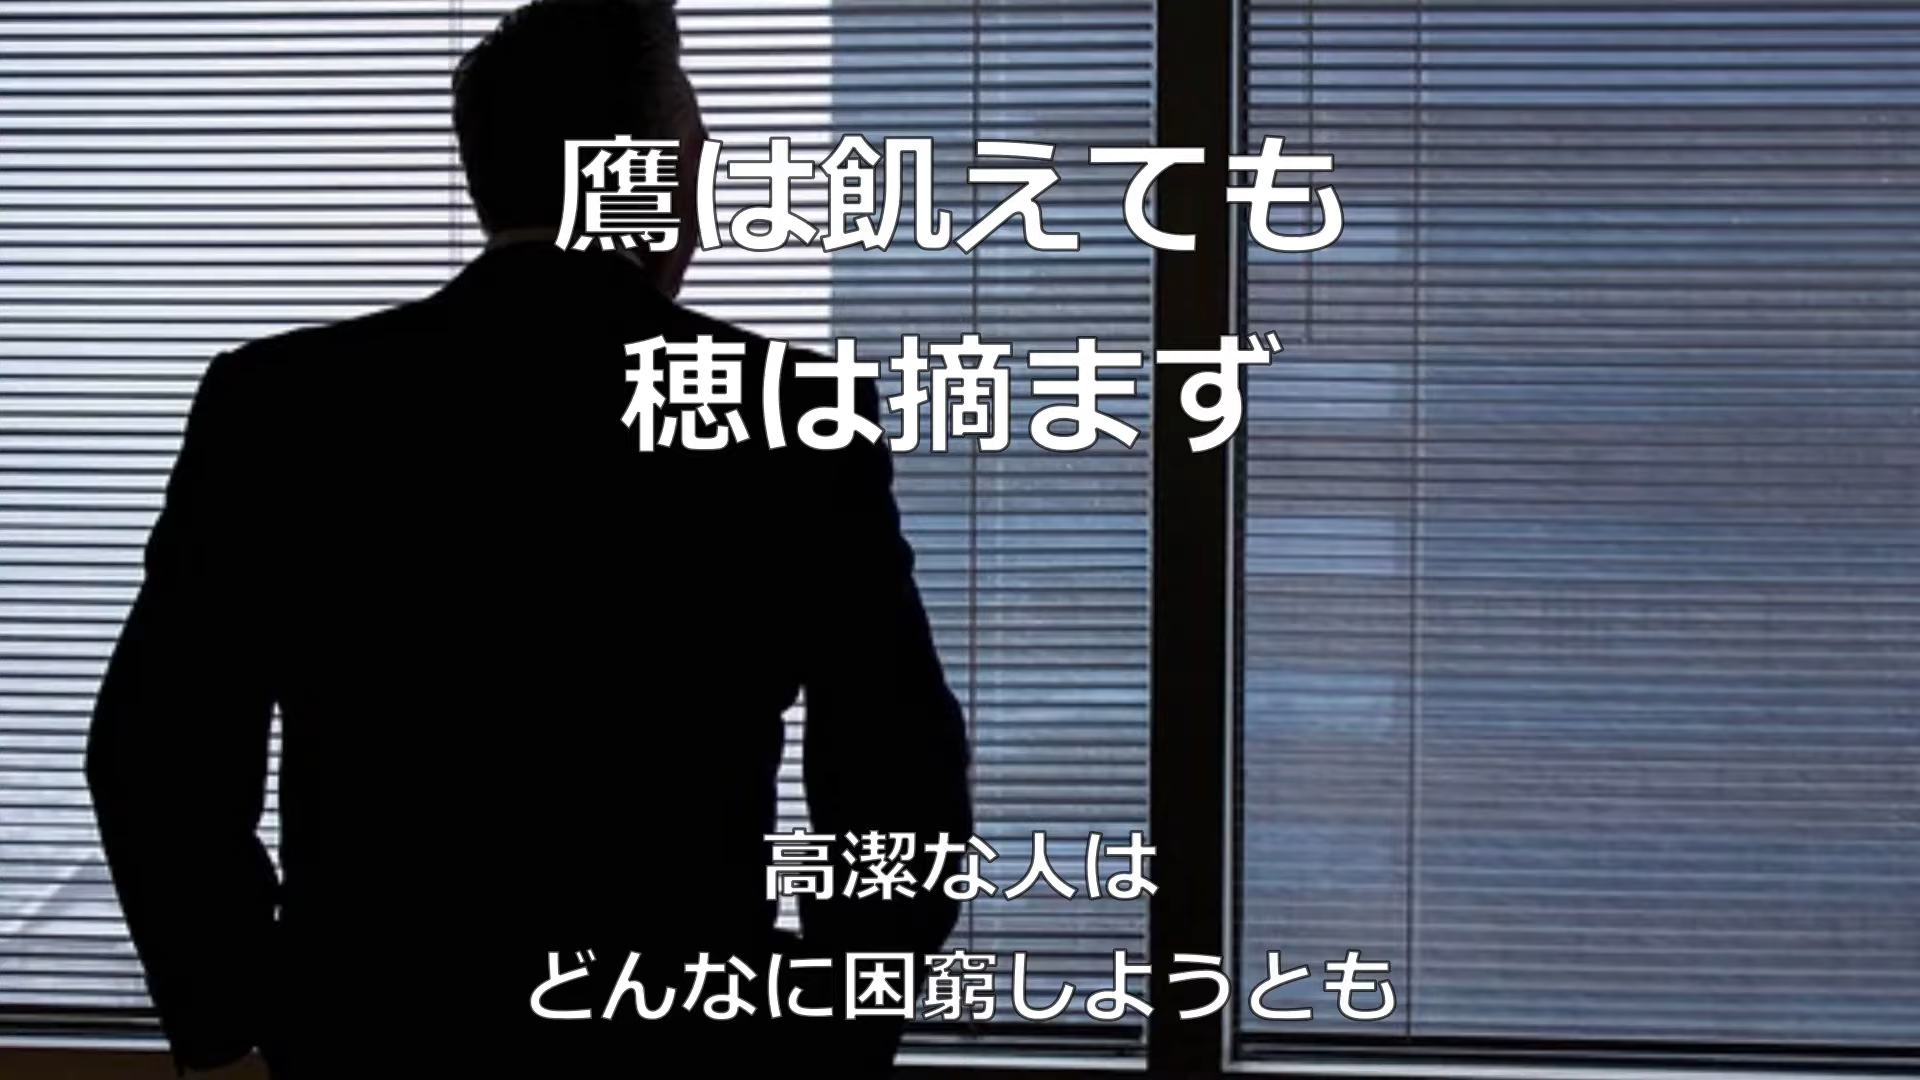 鷹は飢えても
穂は摘まず
高潔な人は
どんなに困窮しようとも